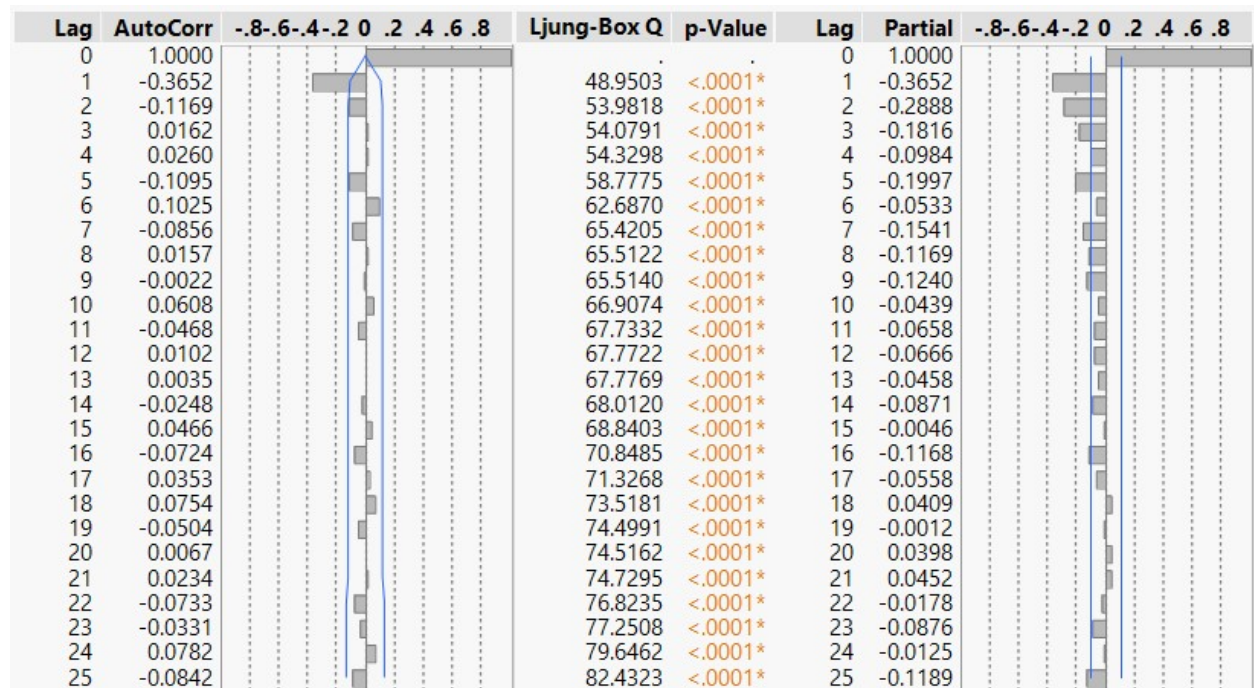 Lag AutoCorr -.8-.6-.4-.2 0 .2 .4 .6 .8 Ljung-Box Q p-Value Lag Partial -.8-.6-.4-.2 0 .2 .4 .6 .8
0 1.0000 . . 0 1.0000
1 -0.3652 48.9503 <.0001* 1 -0.3652
2 -0.1169 53.9818 <.0001* 2 -0.2888
3 0.0162 54.0791 <.0001* 3 -0.1816
4 0.0260 54.3298 <.0001* 4 -0.0984
5 -0.1095 58.7775 <.0001* 5 -0.1997
6 0.1025 62.6870 <.0001* 6 -0.0533
7 -0.0856 65.4205 <.0001* 7 -0.1541
8 0.0157 65.5122 <.0001* 8 -0.1169
9 -0.0022 65.5140 <.0001* 9 -0.1240
10 0.0608 66.9074 <.0001* 10 -0.0439
11 -0.0468 67.7332 <.0001* 11 -0.0658
12 0.0102 67.7722 <.0001* 12 -0.0666
13 0.0035 67.7769 <.0001* 13 -0.0458
14 -0.0248 68.0120 <.0001* 14 -0.0871
15 0.0466 68.8403 <.0001* 15 -0.0046
16 -0.0724 70.8485 <.0001* 16 -0.1168
17 0.0353 71.3268 <.0001* 17 -0.0558
18 0.0754 73.5181 <.0001* 18 0.0409
19 -0.0504 74.4991 <.0001* 19 -0.0012
20 0.0067 74.5162 <.0001* 20 0.0398
21 0.0234 74.7295 <.0001* 21 0.0452
22 -0.0733 76.8235 <.0001* 22 -0.0178
23 -0.0331 77.2508 <.0001* 23 -0.0876
24 0.0782 79.6462 <.0001* 24 -0.0125
25 -0.0842 82.4323 <.0001* 25 -0.1189